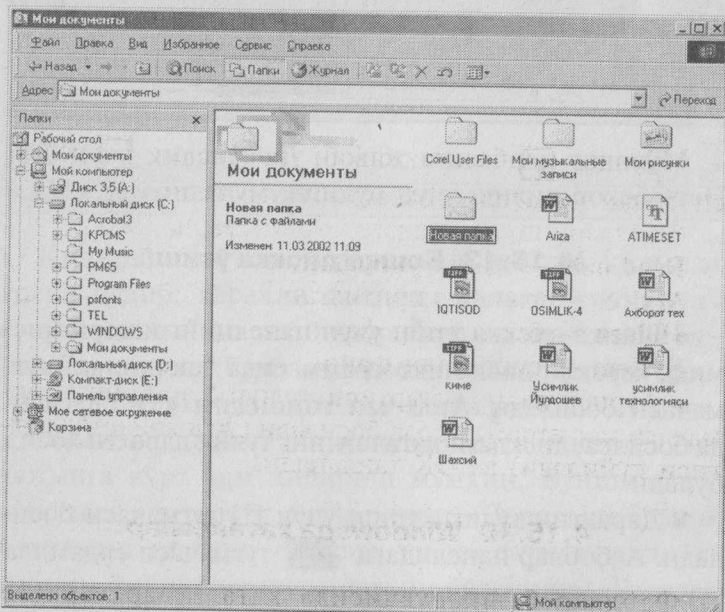 Мои документы
Файл Правка Вид Избранное Сервис Справка
Назад Поиск Папки Журнал
Адрес Мои документы Переход
Папки
Рабочий стол
Мои документы
Мой компьютер
Диск 3,5 (A:)
Локальный диск (C:)
Acrobat3
KPCMS
My Music
PM65
Program Files
psfonts
TEL
WINDOWS
Мои документы
Локальный диск (D:)
Компакт-диск (E:)
Панель управления
Мое сетевое окружение
Корзина
Мои документы
Новая папка
Папка с файлами
Изменен: 11.03.2002 11:09
Corel User Files
Мои музыкальные записи
Мои рисунки
Новая папка
Ariza
ATIMESET
IQTISOD
OSIMLIK-4
Ахборот тех
киме
Усимлик Йулдошев
усимлик технологияси
Шахсий
Выделено объектов: 1
Мой компьютер